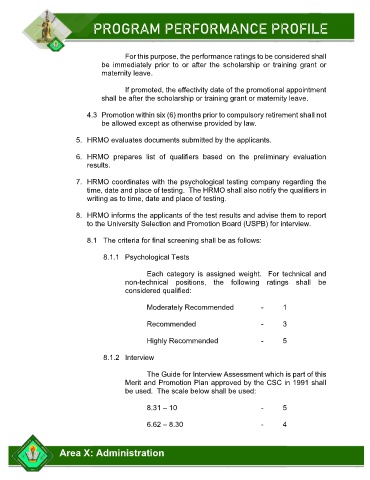 PROGRAM PERFORMANCE PROFILE
For this purpose, the performance ratings to be considered shall
be immediately prior to or after the scholarship or training grant or
maternity leave.
If promoted, the effectivity date of the promotional appointment
shall be after the scholarship or training grant or maternity leave.
4.3 Promotion within six (6) months prior to compulsory retirement shall not
be allowed except as otherwise provided by law.
5. HRMO evaluates documents submitted by the applicants.
6. HRMO prepares list of qualifiers based on the preliminary evaluation
results.
7. HRMO coordinates with the psychological testing company regarding the
time, date and place of testing. The HRMO shall also notify the qualifiers in
writing as to time, date and place of testing.
8. HRMO informs the applicants of the test results and advise them to report
to the University Selection and Promotion Board (USPB) for interview.
8.1 The criteria for final screening shall be as follows:
8.1.1 Psychological Tests
Each category is assigned weight. For technical and
non-technical positions, the following ratings shall be
considered qualified:
Moderately Recommended - 1
Recommended - 3
Highly Recommended - 5
8.1.2 Interview
The Guide for Interview Assessment which is part of this
Merit and Promotion Plan approved by the CSC in 1991 shall
be used. The scale below shall be used:
8.31 – 10 - 5
6.62 – 8.30 - 4
Area X: Administration